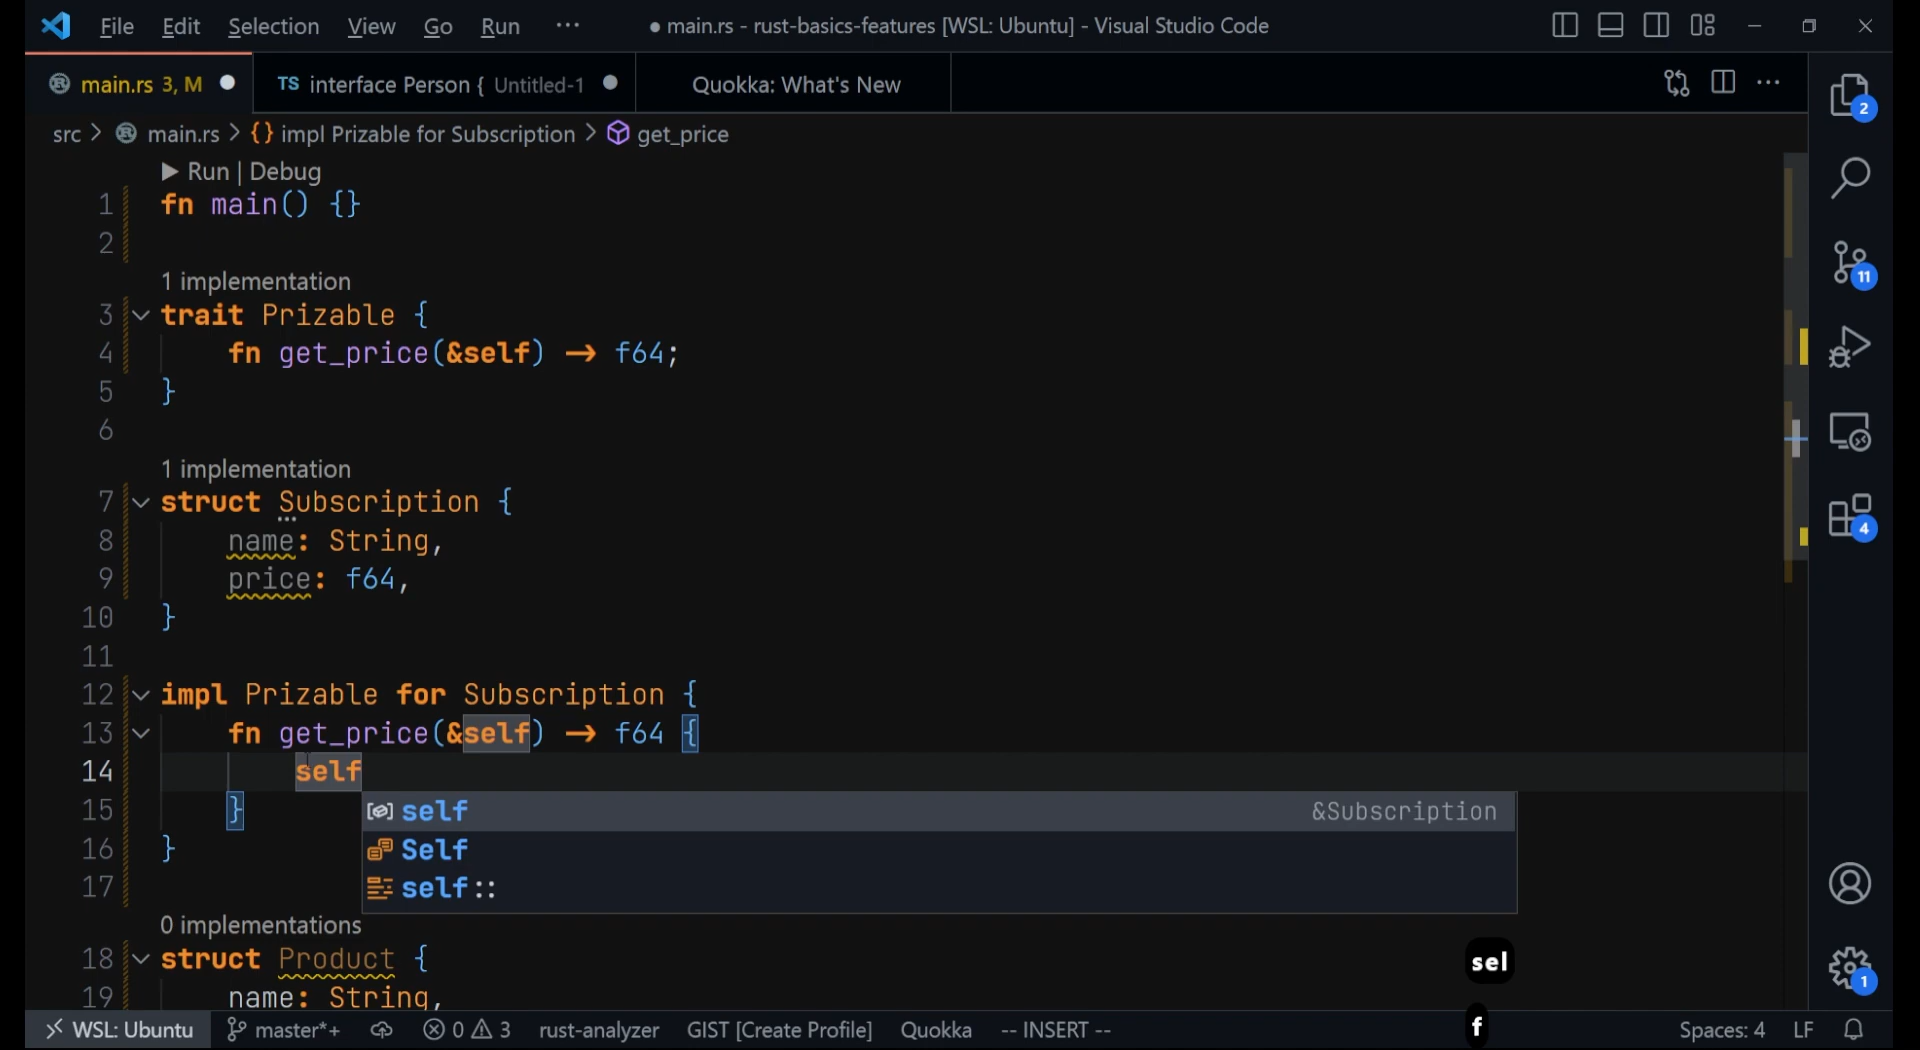 File Edit Selection View Go Run ··· ● main.rs - rust-basics-features [WSL: Ubuntu] - Visual Studio Code
main.rs 3, M ● TS interface Person { Untitled-1 ● Quokka: What's New ···
src > main.rs > {} impl Prizable for Subscription > get_price
▶ Run | Debug
1 fn main() {}
2
1 implementation
3 trait Prizable {
4 fn get_price(&self) → f64;
5 }
6
1 implementation
7 struct Subscription {
8 name: String,
9 price: f64,
10 }
11
12 impl Prizable for Subscription {
13 fn get_price(&self) → f64 {
14 self
15 }
self &Subscription
16 }
Self
17
self::
0 implementations
18 struct Product {
19 name: String,
sel
f
2
11
4
1
WSL: Ubuntu master*+ 0 3 rust-analyzer GIST [Create Profile] Quokka -- INSERT -- Spaces: 4 LF